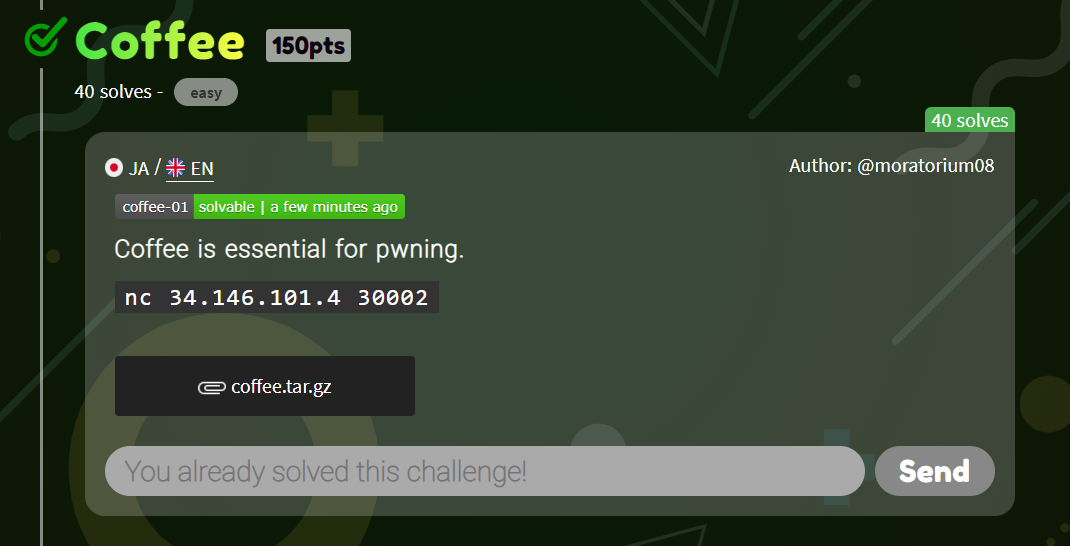 Coffee 150pts
40 solves - easy
40 solves
JA / EN
Author: @moratorium08
coffee-01 solvable | a few minutes ago
Coffee is essential for pwning.
nc 34.146.101.4 30002
coffee.tar.gz
You already solved this challenge!
Send